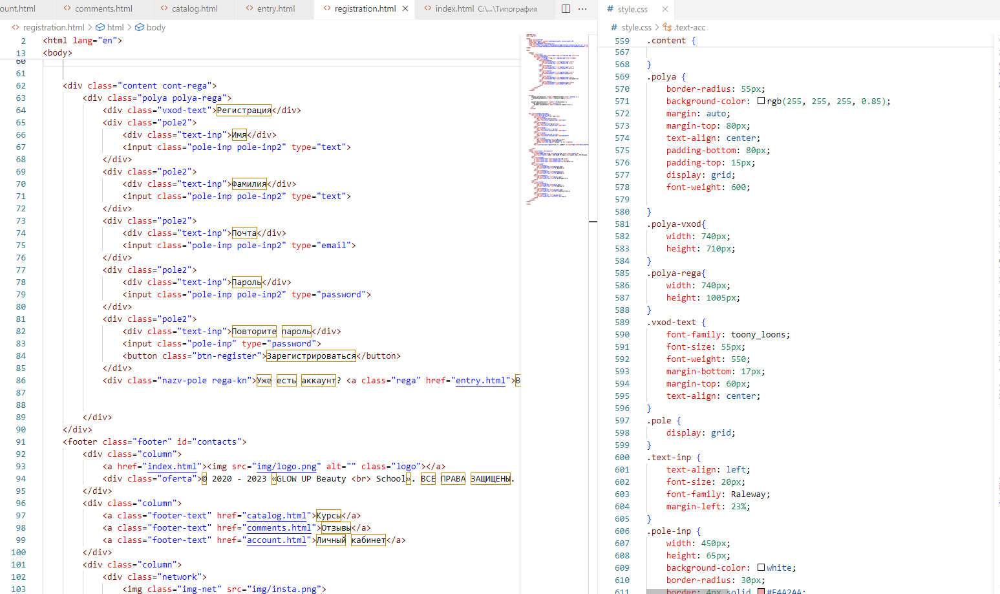 ount.html
comments.html
catalog.html
entry.html
registration.html
index.html C:\...\Типография
style.css
registration.html > html > body
style.css > .text-acc
2 <html lang="en">
13 <body>
60
61
62 <div class="content cont-rega">
63 <div class="polya polya-rega">
64 <div class="vxod-text">Регистрация</div>
65 <div class="pole2">
66 <div class="text-inp">Имя</div>
67 <input class="pole-inp pole-inp2" type="text">
68 </div>
69 <div class="pole2">
70 <div class="text-inp">Фамилия</div>
71 <input class="pole-inp pole-inp2" type="text">
72 </div>
73 <div class="pole2">
74 <div class="text-inp">Почта</div>
75 <input class="pole-inp pole-inp2" type="email">
76 </div>
77 <div class="pole2">
78 <div class="text-inp">Пароль</div>
79 <input class="pole-inp pole-inp2" type="password">
80 </div>
81 <div class="pole2">
82 <div class="text-inp">Повторите пароль</div>
83 <input class="pole-inp" type="password">
84 <button class="btn-register">Зарегистрироваться</button>
85 </div>
86 <div class="nazv-pole rega-kn">Уже есть аккаунт? <a class="rega" href="entry.html">В
87
88
89 </div>
90 </div>
91 <footer class="footer" id="contacts">
92 <div class="column">
93 <a href="index.html"><img src="img/logo.png" alt="" class="logo"></a>
94 <div class="oferta">© 2020 - 2023 «GLOW UP Beauty <br> School». ВСЕ ПРАВА ЗАЩИЩЕНЫ.
95 </div>
96 <div class="column">
97 <a class="footer-text" href="catalog.html">Курсы</a>
98 <a class="footer-text" href="comments.html">Отзывы</a>
99 <a class="footer-text" href="account.html">Личный кабинет</a>
100 </div>
101 <div class="column">
102 <div class="network">
103 <img class="img-net" src="img/insta.png">
559 .content {
567
568 }
569 .polya {
570 border-radius: 55px;
571 background-color: rgb(255, 255, 255, 0.85);
572 margin: auto;
573 margin-top: 80px;
574 text-align: center;
575 padding-bottom: 80px;
576 padding-top: 15px;
577 display: grid;
578 font-weight: 600;
579
580 }
581 .polya-vxod{
582 width: 740px;
583 height: 710px;
584 }
585 .polya-rega{
586 width: 740px;
587 height: 1005px;
588 }
589 .vxod-text {
590 font-family: toony_loons;
591 font-size: 55px;
592 font-weight: 550;
593 margin-bottom: 17px;
594 margin-top: 60px;
595 text-align: center;
596 }
597 .pole {
598 display: grid;
599 }
600 .text-inp {
601 text-align: left;
602 font-size: 20px;
603 font-family: Raleway;
604 margin-left: 23%;
605 }
606 .pole-inp {
607 width: 450px;
608 height: 65px;
609 background-color: white;
610 border-radius: 30px;
611 border: 4px solid #F4A2AA;